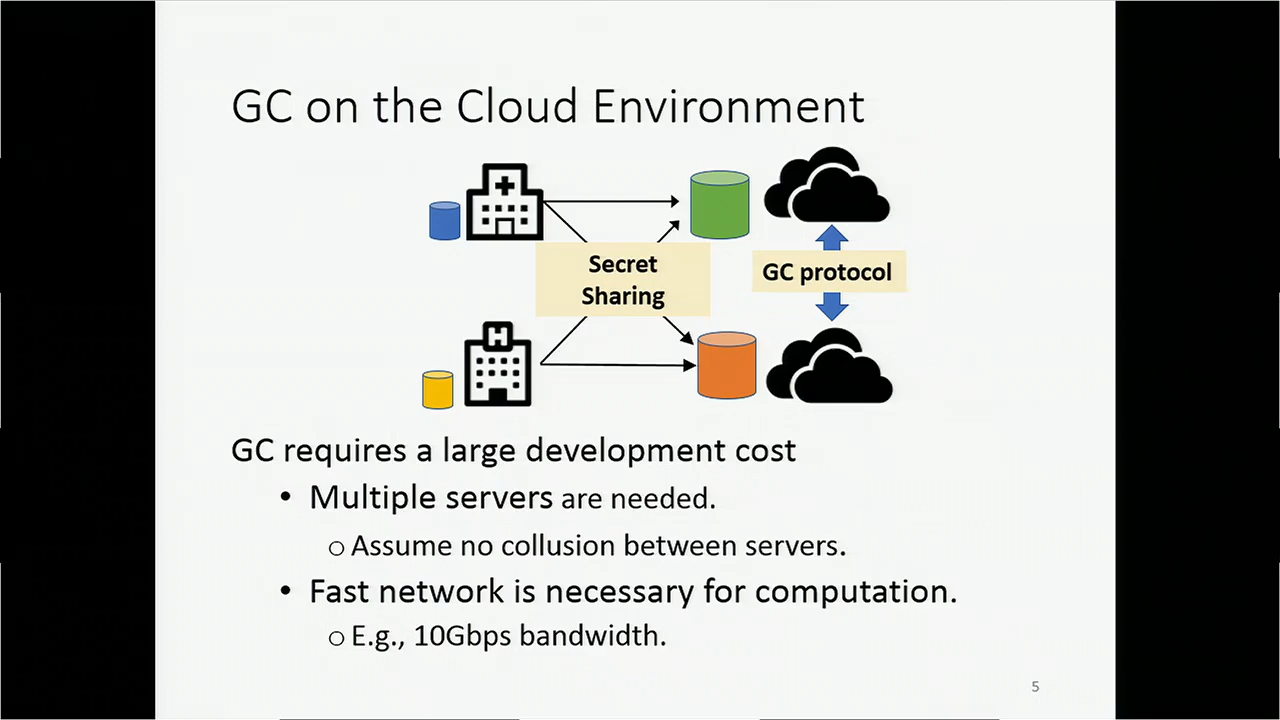 GC on the Cloud Environment
Secret
Sharing
GC protocol
H
GC requires a large development cost
• Multiple servers are needed.
o Assume no collusion between servers.
• Fast network is necessary for computation.
o E.g., 10Gbps bandwidth.
5